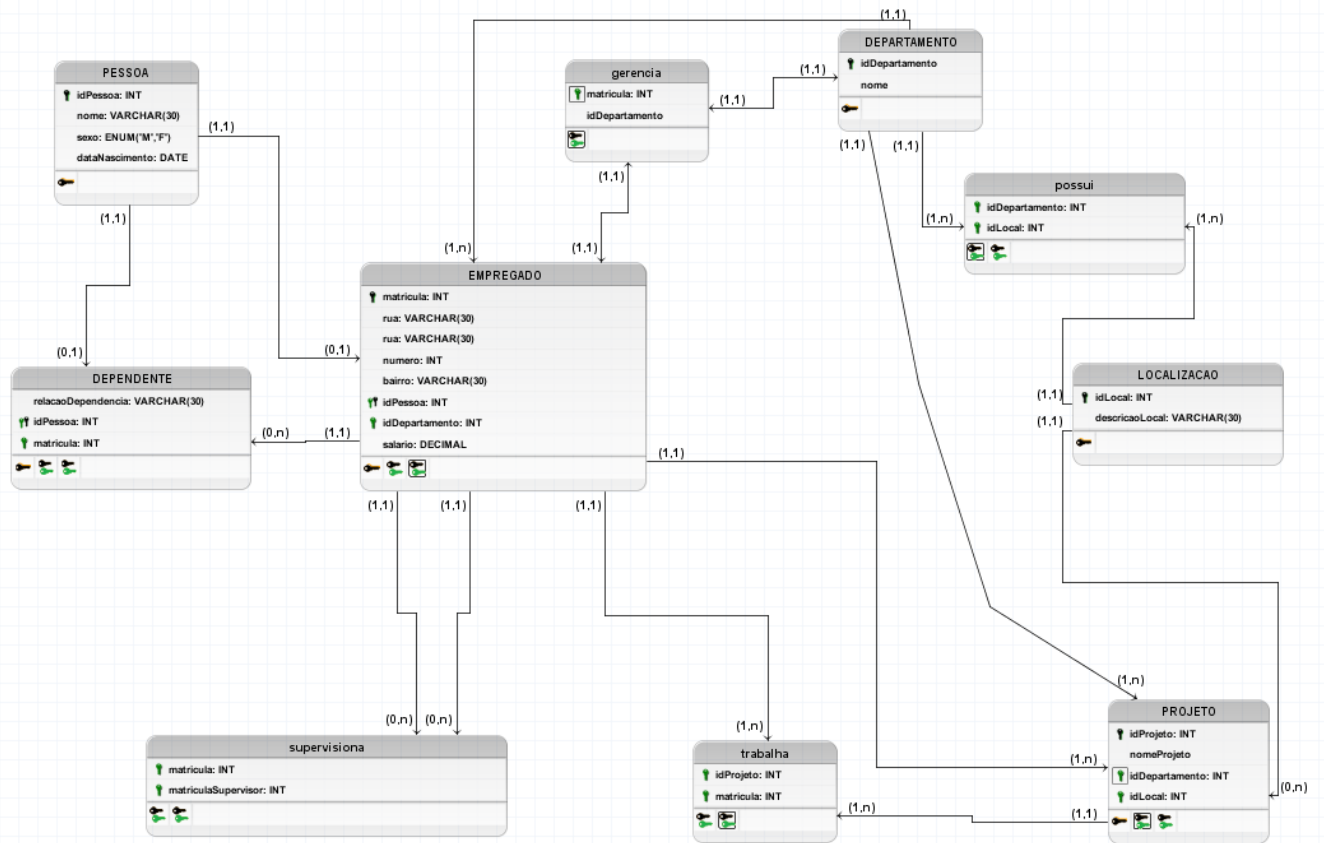 (1,1)
DEPARTAMENTO
idDepartamento
nome
PESSOA
idPessoa: INT
nome: VARCHAR(30)
sexo: ENUM("M","F")
dataNascimento: DATE
gerencia
matricula: INT
idDepartamento
(1,1)
(1,1)
(1,1)
(1,1)
(1,1)
(1,1)
possui
idDepartamento: INT
idLocal: INT
(1,n)
(1,n)
(1,1)
(1,1)
(1,n)
(1,1)
EMPREGADO
matricula: INT
rua: VARCHAR(30)
rua: VARCHAR(30)
numero: INT
bairro: VARCHAR(30)
idPessoa: INT
idDepartamento: INT
salario: DECIMAL
(0,1)
(0,1)
DEPENDENTE
relacaoDependencia: VARCHAR(30)
idPessoa: INT
matricula: INT
(0,n)
(1,1)
LOCALIZACAO
idLocal: INT
descricaoLocal: VARCHAR(30)
(1,1)
(1,1)
(1,1)
(1,1)
(1,1)
(1,1)
(0,n)
(0,n)
supervisiona
matricula: INT
matriculaSupervisor: INT
(1,n)
trabalha
idProjeto: INT
matricula: INT
(1,n)
(1,1)
(1,n)
(1,n)
PROJETO
idProjeto: INT
nomeProjeto
idDepartamento: INT
idLocal: INT
(0,n)